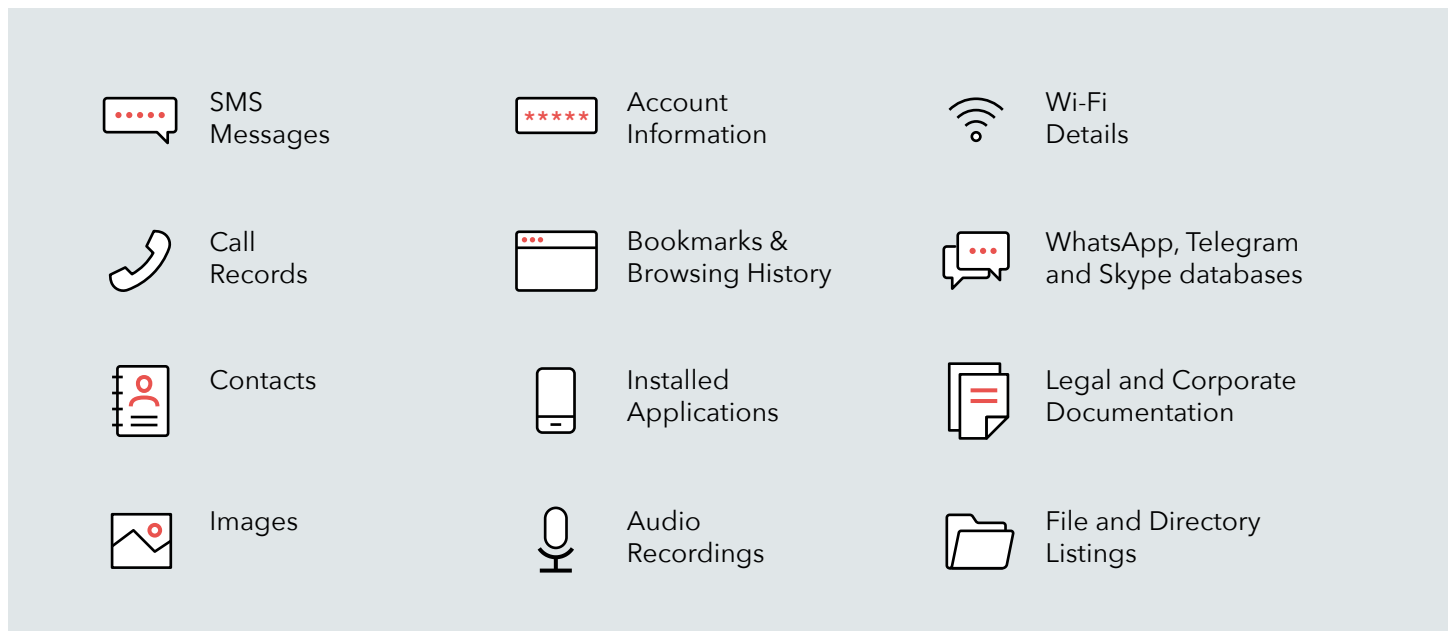 SMS
Messages
Account
Information
Wi-Fi
Details
Call
Records
Bookmarks &
Browsing History
WhatsApp, Telegram
and Skype databases
Contacts
Installed
Applications
Legal and Corporate
Documentation
Images
Audio
Recordings
File and Directory
Listings